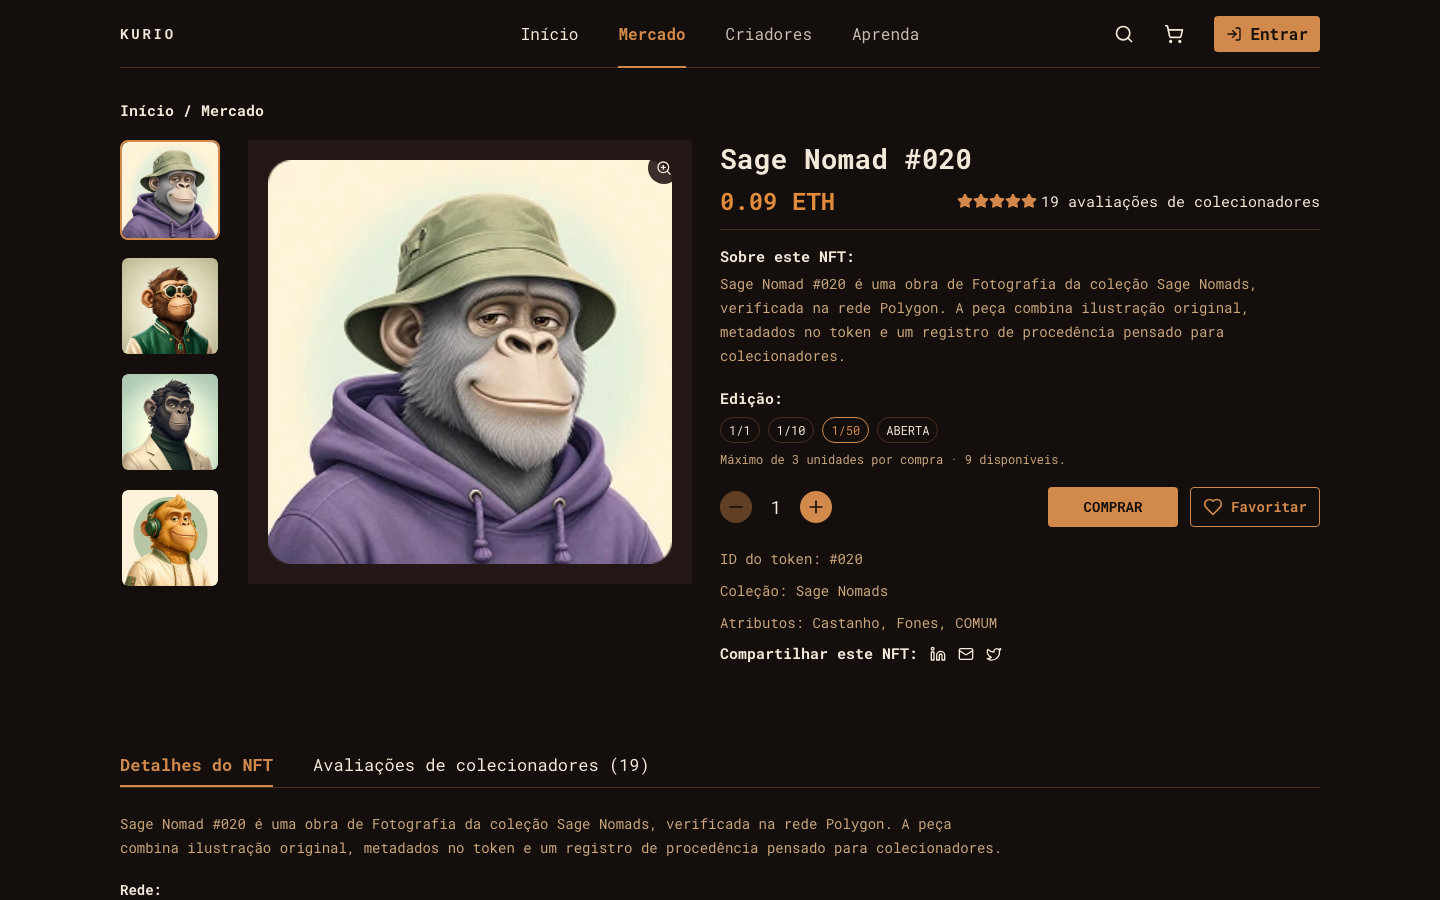 KURIO
Início
Mercado
Criadores
Aprenda
Entrar
Início / Mercado
Sage Nomad #020
0.09 ETH
19 avaliações de colecionadores
Sobre este NFT:
Sage Nomad #020 é uma obra de Fotografia da coleção Sage Nomads,
verificada na rede Polygon. A peça combina ilustração original,
metadados no token e um registro de procedência pensado para
colecionadores.
Edição:
1/1
1/10
1/50
ABERTA
Máximo de 3 unidades por compra · 9 disponíveis.
1
COMPRAR
Favoritar
ID do token: #020
Coleção: Sage Nomads
Atributos: Castanho, Fones, COMUM
Compartilhar este NFT:
Detalhes do NFT
Avaliações de colecionadores (19)
Sage Nomad #020 é uma obra de Fotografia da coleção Sage Nomads, verificada na rede Polygon. A peça
combina ilustração original, metadados no token e um registro de procedência pensado para colecionadores.
Rede: